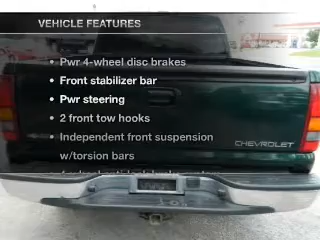 VEHICLE FEATURES
• Pwr 4-wheel disc brakes
• Front stabilizer bar
• Pwr steering
• 2 front tow hooks
• Independent front suspension
w/torsion bars
CHEVROLET